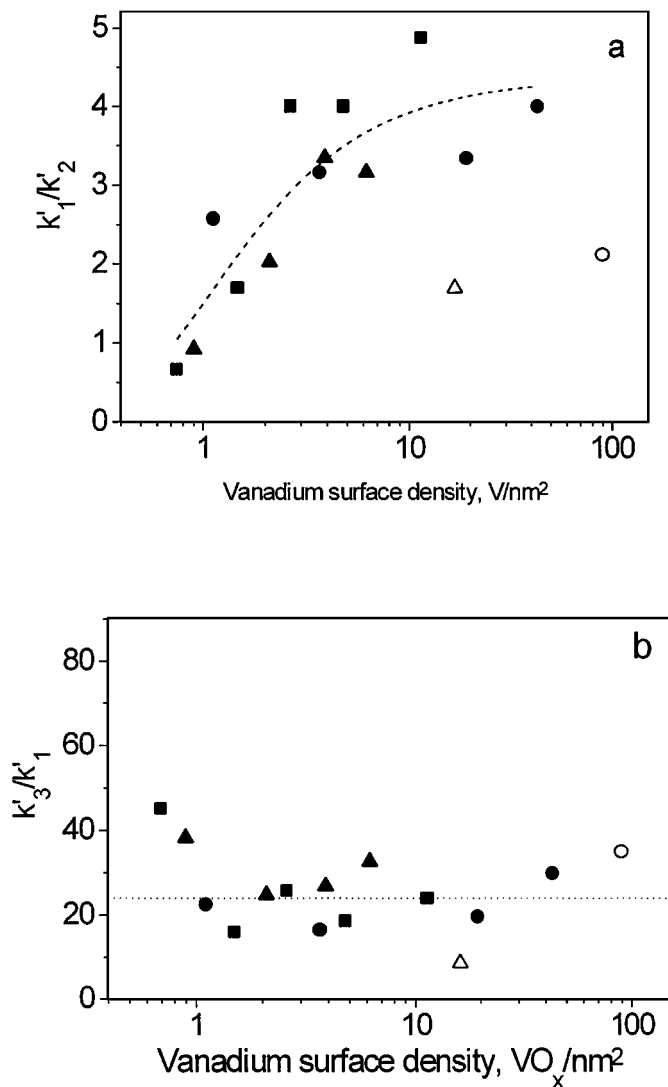 a
5
4
3
2
1
0
k'1/k'2
1 10 100
Vanadium surface density, V/nm²
b
80
60
40
20
0
k'3/k'1
1 10 100
Vanadium surface density, VOx/nm²